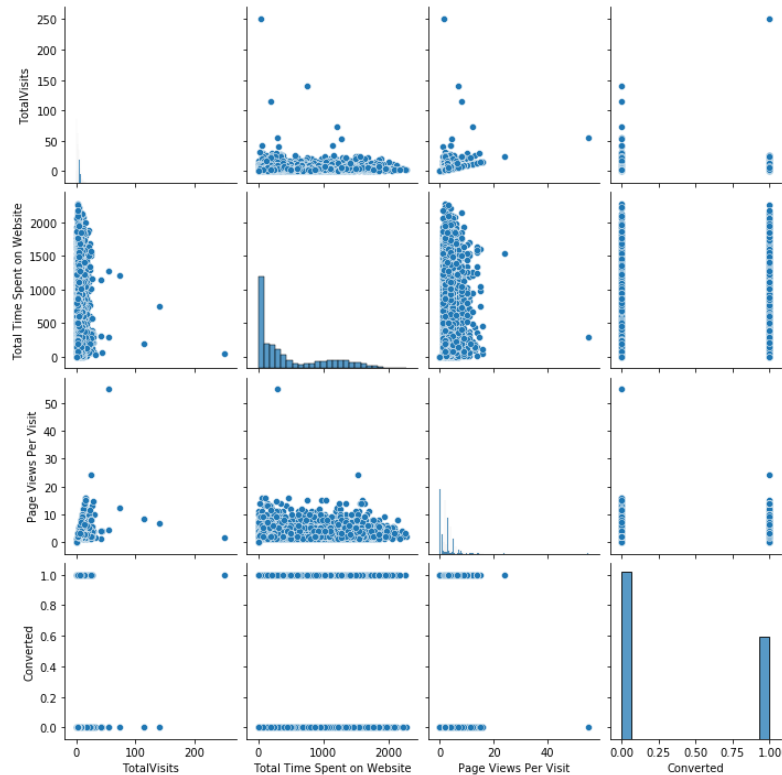 250
200
150
100
50
0
TotalVisits
2000
1500
1000
500
0
Total Time Spent on Website
50
40
30
20
10
0
Page Views Per Visit
1.0
0.8
0.6
0.4
0.2
0.0
Converted
0 200
TotalVisits
0 1000 2000
Total Time Spent on Website
0 20 40
Page Views Per Visit
0.00 0.25 0.50 0.75 1.00
Converted